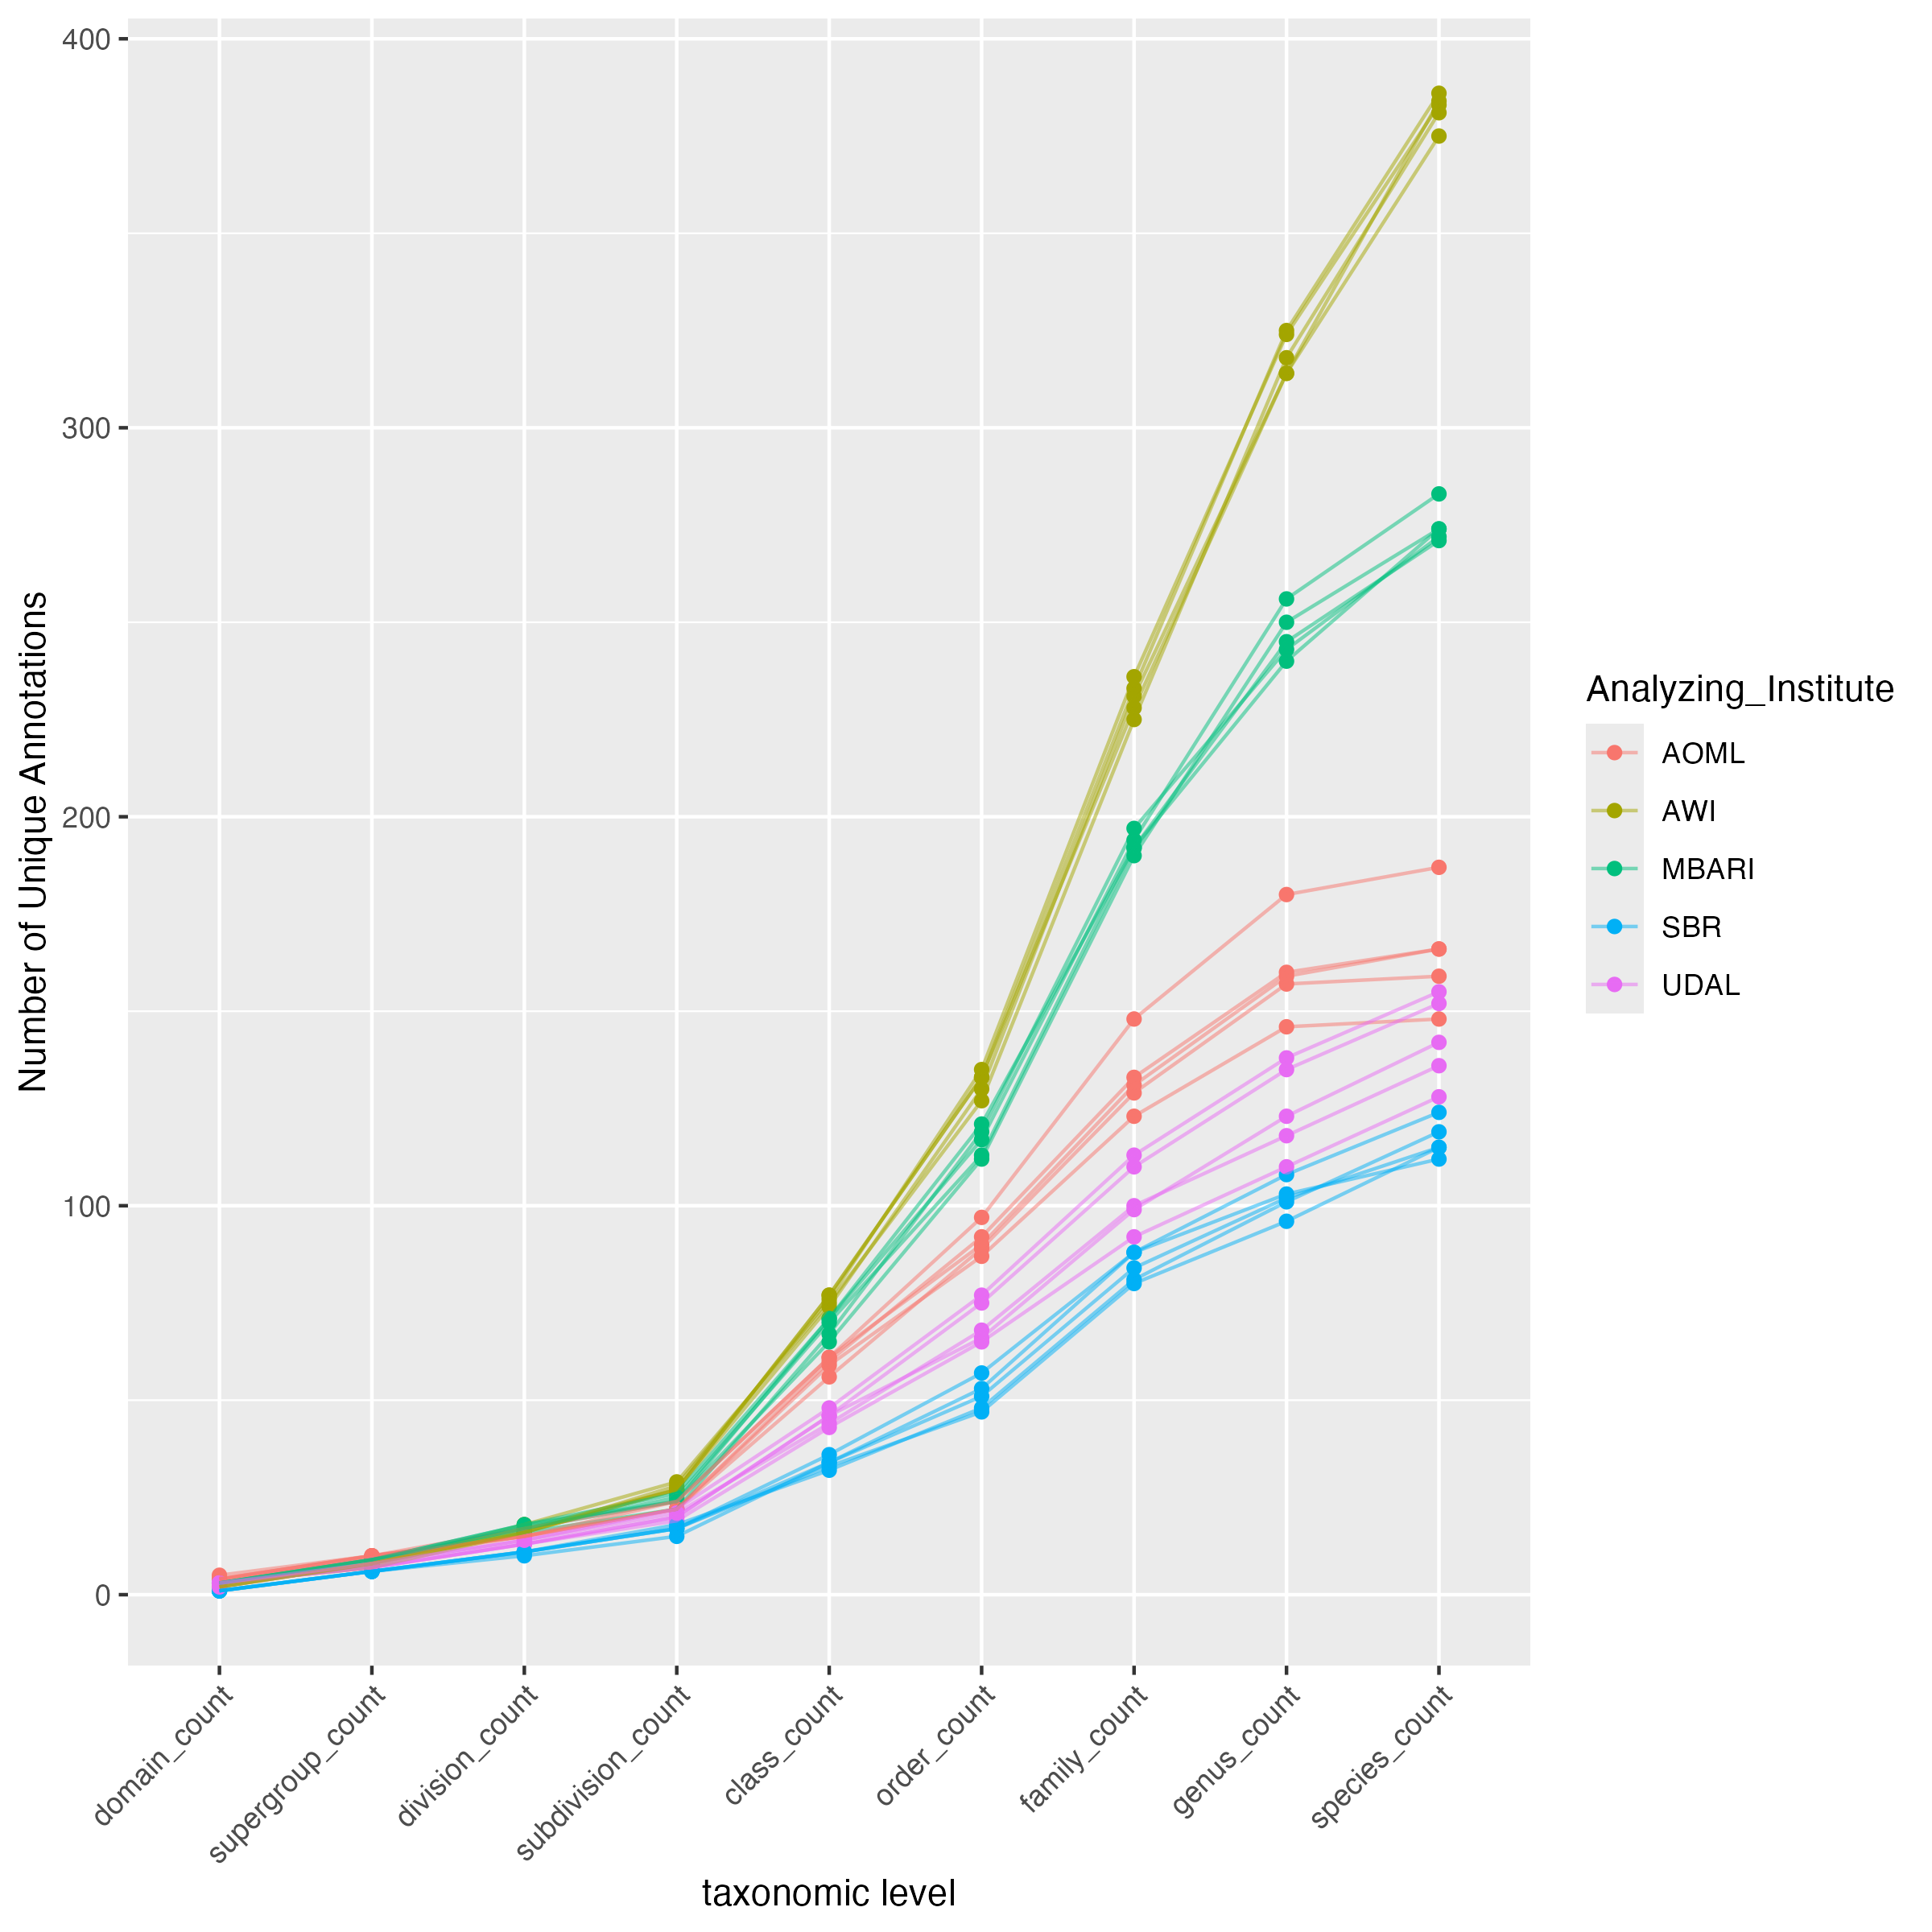 400
300
200
100
0
Number of Unique Annotations
domain_count
supergroup_count
division_count
subdivision_count
class_count
order_count
family_count
genus_count
species_count
taxonomic level
Analyzing_Institute
AOML
AWI
MBARI
SBR
UDAL